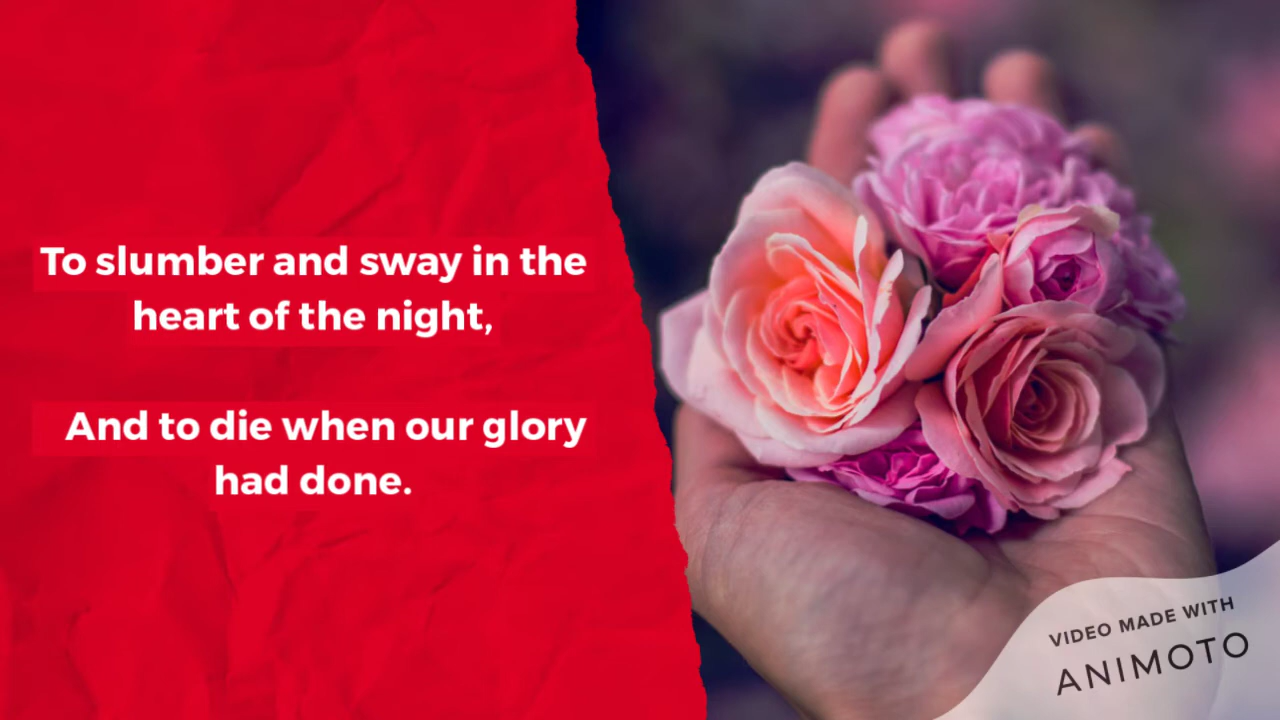 To slumber and sway in the
heart of the night,
And to die when our glory
had done.
VIDEO MADE WITH
ANIMOTO